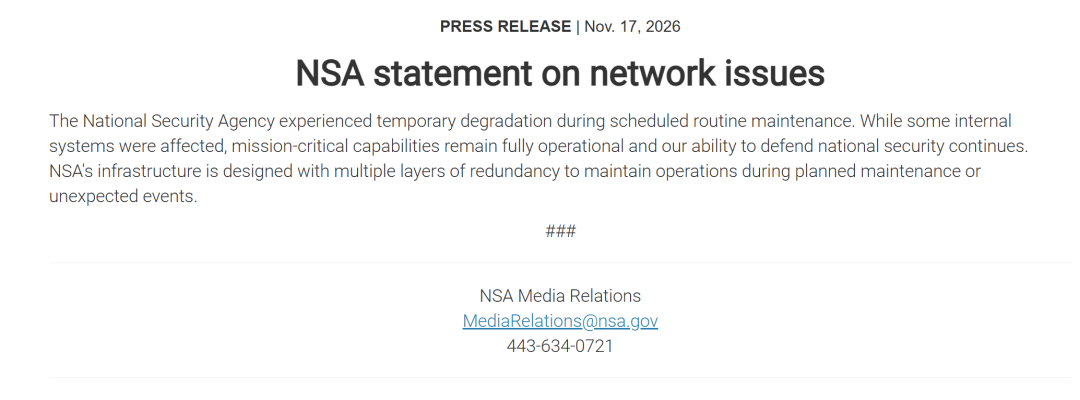 PRESS RELEASE | Nov. 17, 2026
NSA statement on network issues
The National Security Agency experienced temporary degradation during scheduled routine maintenance. While some internal
systems were affected, mission-critical capabilities remain fully operational and our ability to defend national security continues.
NSA's infrastructure is designed with multiple layers of redundancy to maintain operations during planned maintenance or
unexpected events.
###
NSA Media Relations
MediaRelations@nsa.gov
443-634-0721